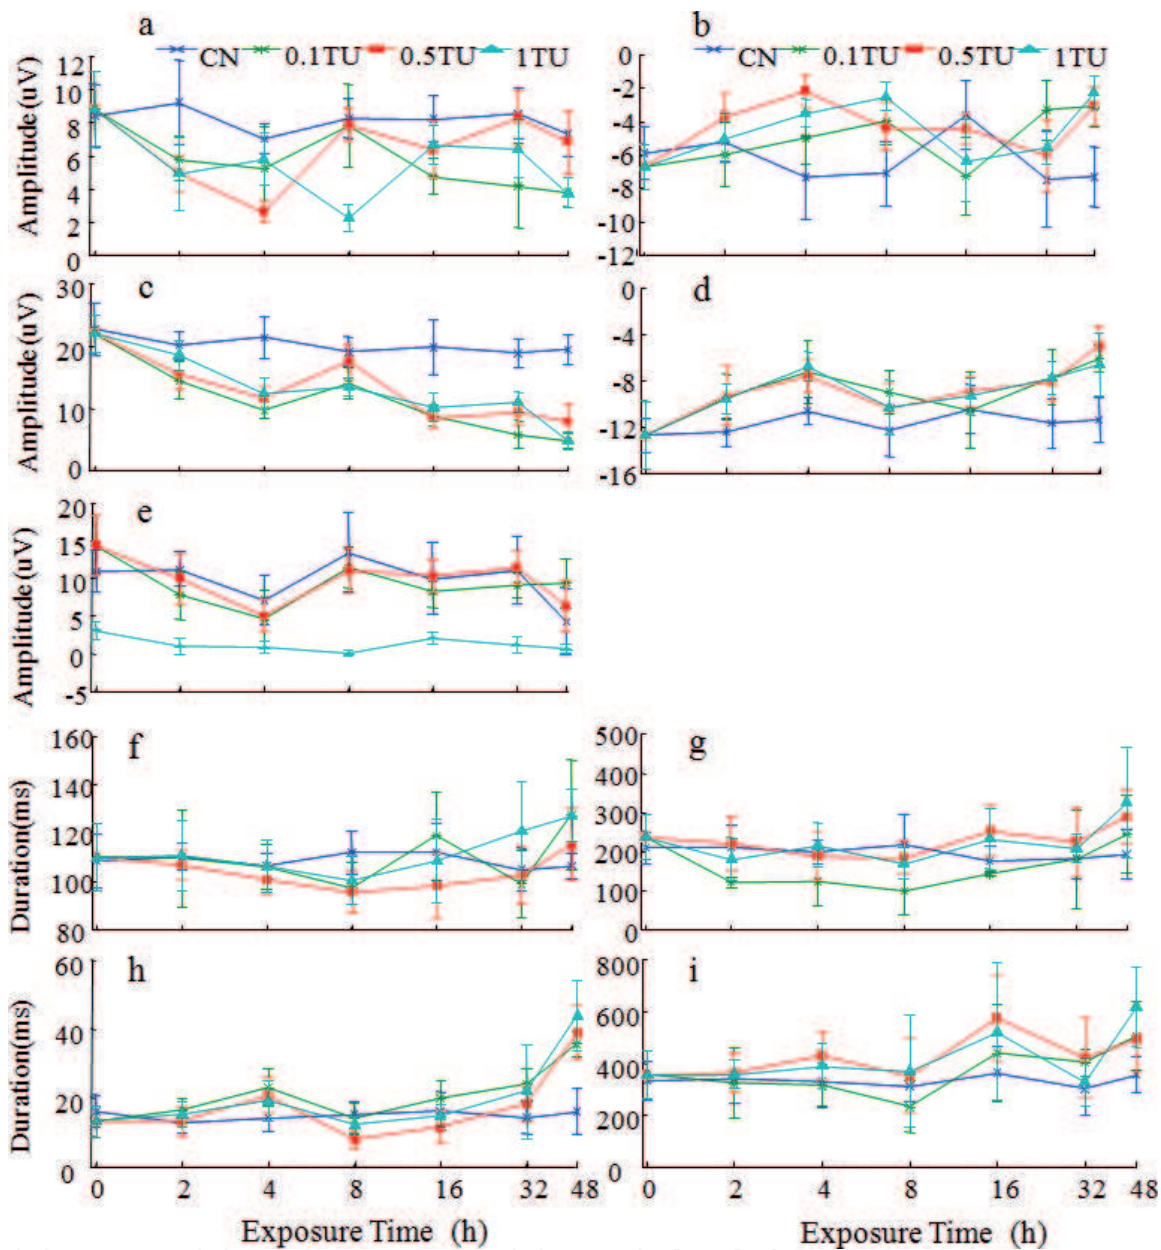 a
b
CN 0.1TU 0.5TU 1TU
CN 0.1TU 0.5TU 1TU
Amplitude(uV)
12
10
8
6
4
2
0
0
-2
-4
-6
-8
-10
-12
c
d
Amplitude(uV)
30
20
10
0
0
-4
-8
-12
-16
e
Amplitude(uV)
20
15
10
5
0
-5
f
g
Duration(ms)
160
140
120
100
80
500
400
300
200
100
0
h
i
Duration(ms)
60
40
20
0
800
600
400
200
0
0 2 4 8 16 32 48
0 2 4 8 16 32 48
Exposure Time (h)
Exposure Time (h)